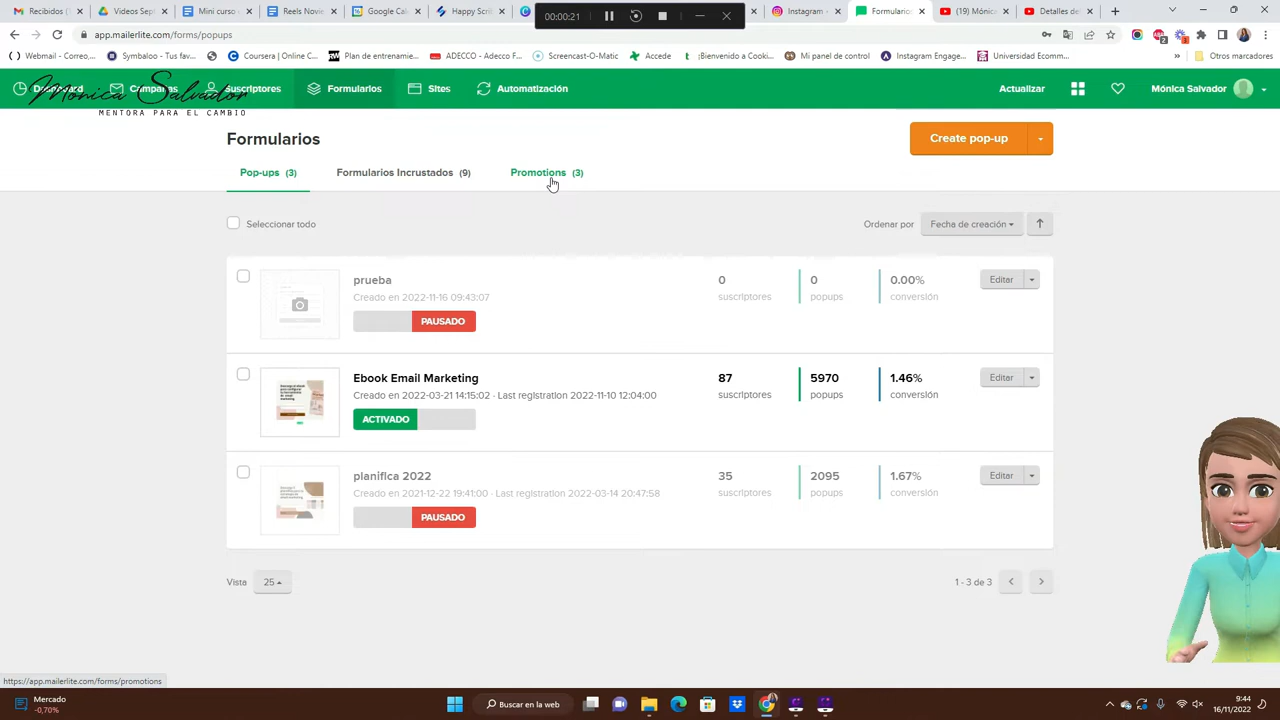 Recibidos (
Videos Sep
Mini curso
Reels Novie
Google Cal
Happy Scri
00:00:21
Instagram
Formularios
(13) Mónica
Detalles de
app.mailerlite.com/forms/popups
Webmail - Correo,...
Symbaloo - Tus fav...
Coursera | Online C...
Plan de entrenamie...
ADECCO - Adecco F...
Screencast-O-Matic
Accede
¡Bienvenido a Cooki...
Mi panel de control
Instagram Engage...
Universidad Ecomm...
»
Otros marcadores
Dashboard
Campañas
Suscriptores
Formularios
Sites
Automatización
Actualizar
Mónica Salvador
Mónica Salvador
MENTORA PARA EL CAMBIO
Formularios
Create pop-up
Pop-ups (3)
Formularios Incrustados (9)
Promotions (3)
Seleccionar todo
Ordenar por
Fecha de creación
prueba
Creado en 2022-11-16 09:43:07
PAUSADO
0
suscriptores
0
popups
0.00%
conversión
Editar
Ebook Email Marketing
Creado en 2022-03-21 14:15:02 · Last registration 2022-11-10 12:04:00
ACTIVADO
87
suscriptores
5970
popups
1.46%
conversión
Editar
planifica 2022
Creado en 2021-12-22 19:41:00 · Last registration 2022-03-14 20:47:58
PAUSADO
35
suscriptores
2095
popups
1.67%
conversión
Editar
Vista
25
1 - 3 de 3
https://app.mailerlite.com/forms/promotions
Mercado
-0,70%
Buscar en la web
9:44
16/11/2022